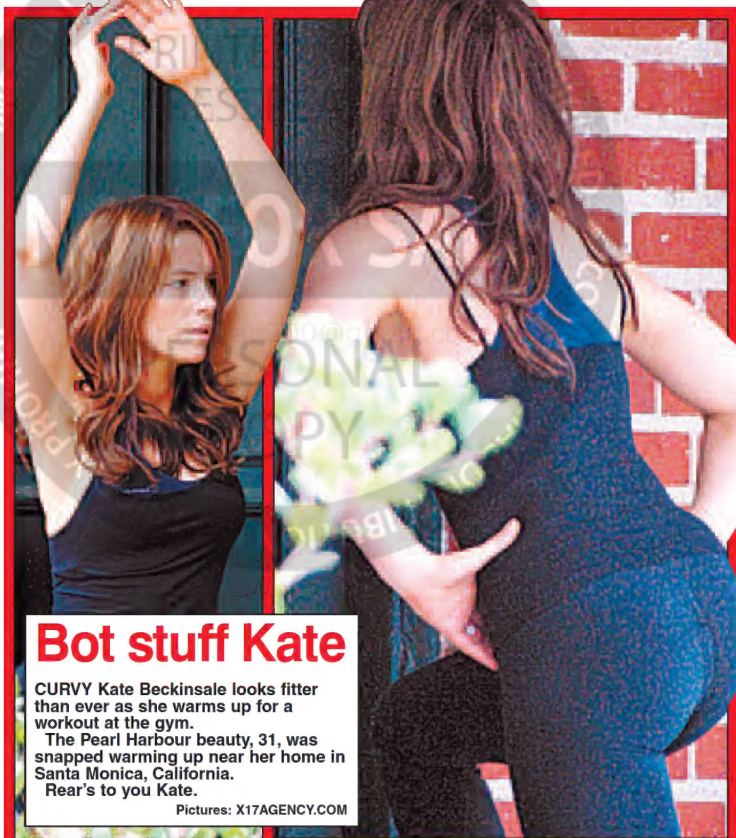 Bot stuff Kate
CURVY Kate Beckinsale looks fitter
than ever as she warms up for a
workout at the gym.
The Pearl Harbour beauty, 31, was
snapped warming up near her home in
Santa Monica, California.
Rear's to you Kate.
Pictures: X17AGENCY.COM
PERSONAL
COPY